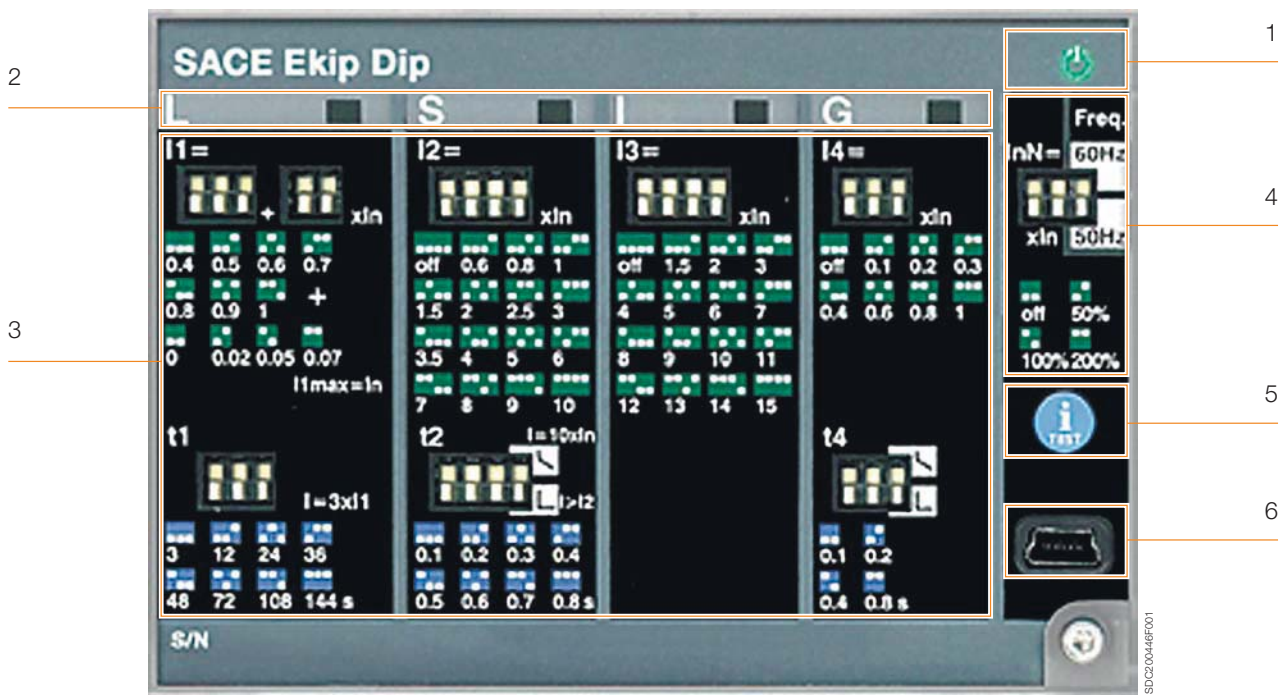 SACE Ekip Dip
1
2
L S I G
I1= I2= I3= I4=
+ xIn xIn xIn xIn
0.4 0.5 0.6 0.7
0.8 0.9 1 +
0 0.02 0.05 0.07
I1max=In
off 0.6 0.8 1
1.5 2 2.5 3
3.5 4 5 6
7 8 9 10
off 1.5 2 3
4 5 6 7
8 9 10 11
12 13 14 15
off 0.1 0.2 0.3
0.4 0.6 0.8 1
Freq.
InN= 60Hz
xIn 50Hz
off 50%
100% 200%
3
4
t1
I=3xI1
3 12 24 36
48 72 108 144 s
t2 I=10xIn
I>I2
0.1 0.2 0.3 0.4
0.5 0.6 0.7 0.8 s
t4
0.1 0.2
0.4 0.8 s
i
TEST
5
6
S/N
SDC200446F001